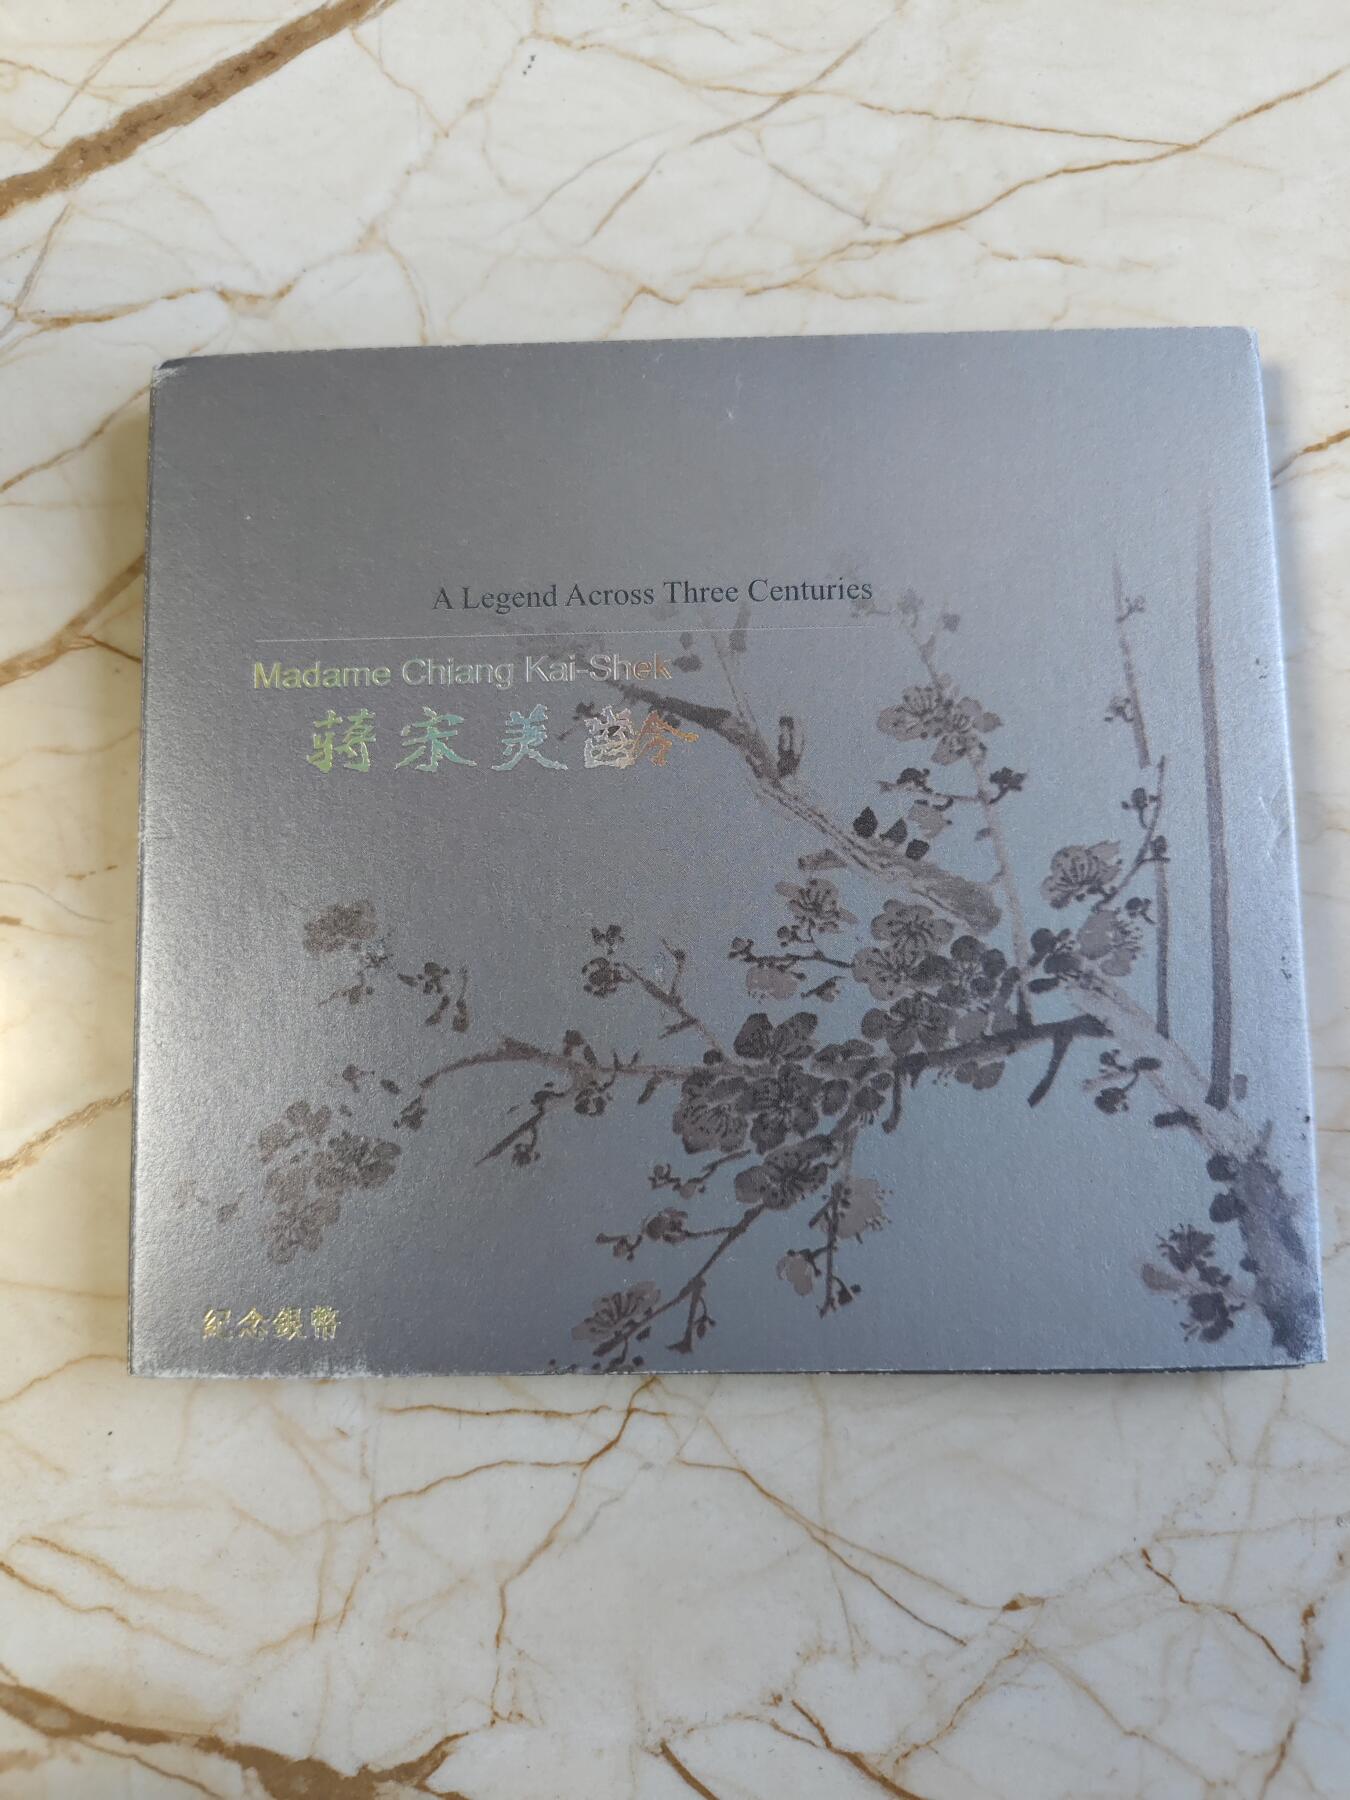 A Legend Across Three Centuries
Madame Chiang Kai-Shek
蔣宋美齡
紀念銀幣